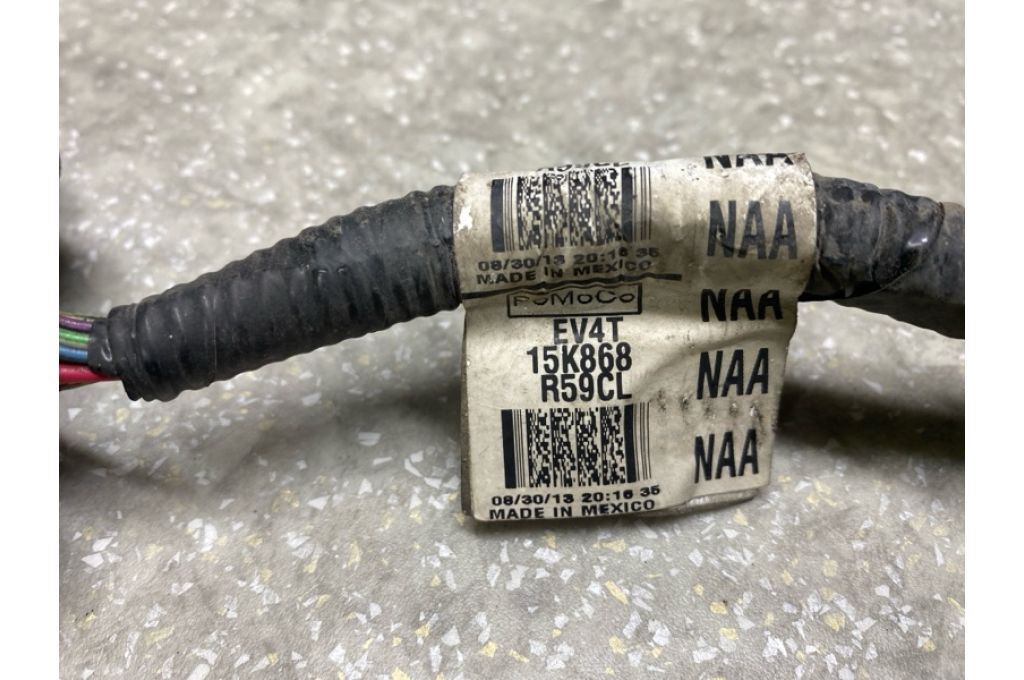 NAA
NAA
08/30/13 20:16 35
MADE IN MEXICO
FoMoCo
NAA
EV4T
15K868
R59CL
NAA
NAA
08/30/13 20:16 35
MADE IN MEXICO